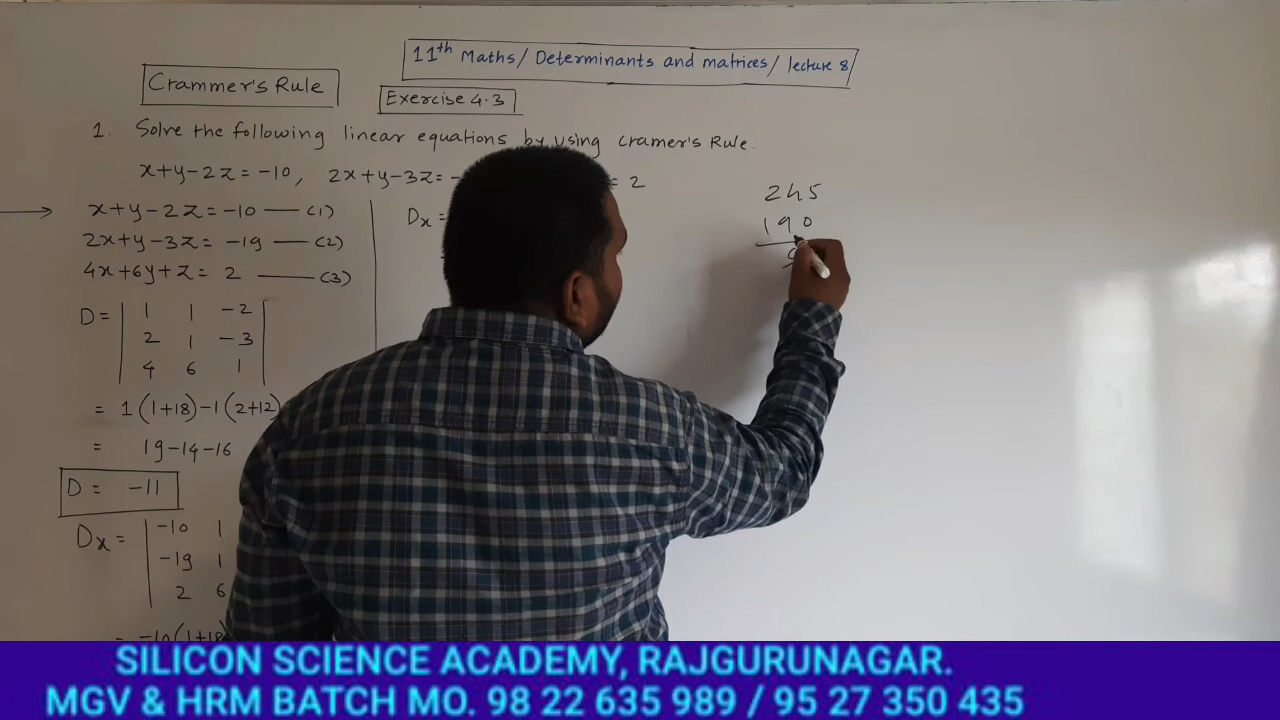 11th Maths/ Determinants and matrices/ lecture 8/
Crammer's Rule
Exercise 4.3
1. Solve the following linear equations by using cramer's Rule.
x+y-2z = -10, 2x+y-3z = - = 2
x+y-2z = -10 — (1)
2x+y-3z = -19 — (2)
4x+6y+z = 2 — (3)
D = | 1 1 -2 |
| 2 1 -3 |
| 4 6 1 |
= 1(1+18)-1(2+12)
= 19-14-16
D = -11
Dx = | -10 1
| -19 1
| 2 6
= -10(1+18)
Dx =
245
190
SILICON SCIENCE ACADEMY, RAJGURUNAGAR.
MGV & HRM BATCH MO. 98 22 635 989 / 95 27 350 435